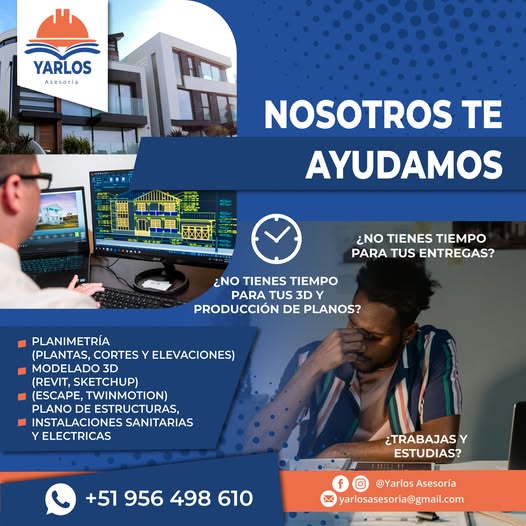 YARLOS
Asesoría
NOSOTROS TE
AYUDAMOS
¿NO TIENES TIEMPO
PARA TUS ENTREGAS?
¿NO TIENES TIEMPO
PARA TUS 3D Y
PRODUCCIÓN DE PLANOS?
PLANIMETRÍA
(PLANTAS, CORTES Y ELEVACIONES)
MODELADO 3D
(REVIT, SKETCHUP)
(ESCAPE, TWINMOTION)
PLANO DE ESTRUCTURAS,
INSTALACIONES SANITARIAS
Y ELECTRICAS
¿TRABAJAS Y
ESTUDIAS?
+51 956 498 610
@Yarlos Asesoría
yarlosasesoria@gmail.com